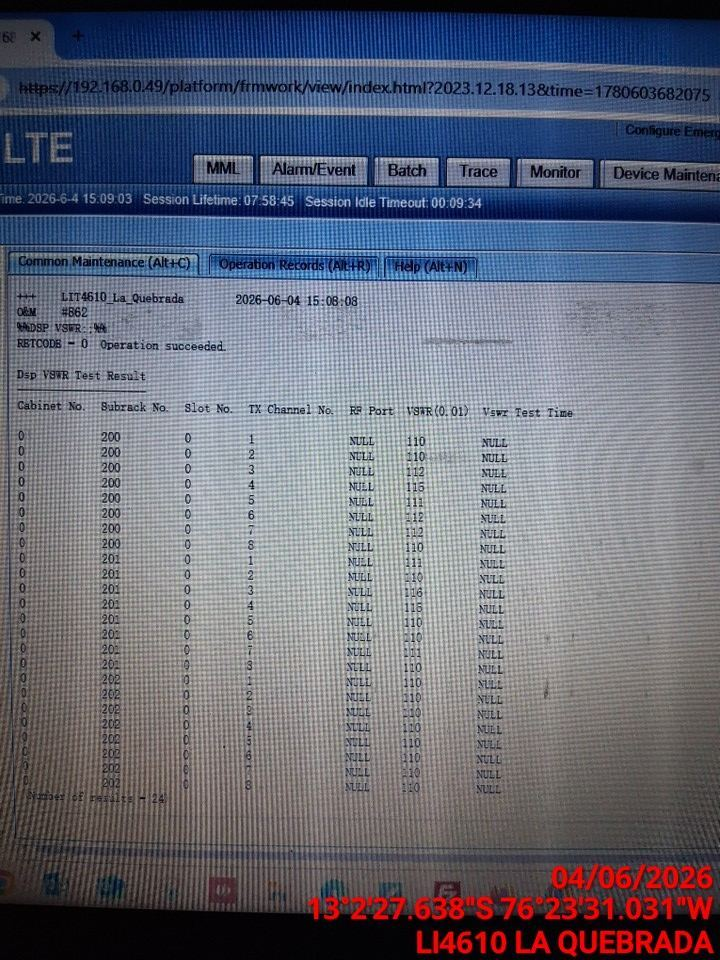 68 × +
https://192.168.0.49/platform/frmwork/view/index.html?2023.12.18.13&time=1780603682075
Configure Emer
LTE
MML Alarm/Event Batch Trace Monitor Device Maintena
ime: 2026-6-4 15:09:03 Session Lifetime: 07:58:45 Session Idle Timeout: 00:09:34
Common Maintenance (Alt+C) Operation Records (Alt+R) Help (Alt+N)
+++ LIT4610_La_Quebrada 2026-06-04 15:08:08
O&M #862
%%DSP VSWR:;%%
RETCODE = 0 Operation succeeded.
Dsp VSWR Test Result
Cabinet No. Subrack No. Slot No. TX Channel No. RF Port VSWR(0.01) Vswr Test Time
0 200 0 1 NULL 110 NULL
0 200 0 2 NULL 110 NULL
0 200 0 3 NULL 112 NULL
0 200 0 4 NULL 115 NULL
0 200 0 5 NULL 111 NULL
0 200 0 6 NULL 112 NULL
0 200 0 7 NULL 112 NULL
0 200 0 8 NULL 110 NULL
0 201 0 1 NULL 111 NULL
0 201 0 2 NULL 110 NULL
0 201 0 3 NULL 116 NULL
0 201 0 4 NULL 115 NULL
0 201 0 5 NULL 110 NULL
0 201 0 6 NULL 110 NULL
0 201 0 7 NULL 111 NULL
0 201 0 8 NULL 110 NULL
0 202 0 1 NULL 110 NULL
0 202 0 2 NULL 110 NULL
0 202 0 3 NULL 110 NULL
0 202 0 4 NULL 110 NULL
0 202 0 5 NULL 110 NULL
0 202 0 6 NULL 110 NULL
0 202 0 7 NULL 110 NULL
0 202 0 8 NULL 110 NULL
(Number of results = 24)
04/06/2026
13°2'27.638"S 76°23'31.031"W
LI4610 LA QUEBRADA